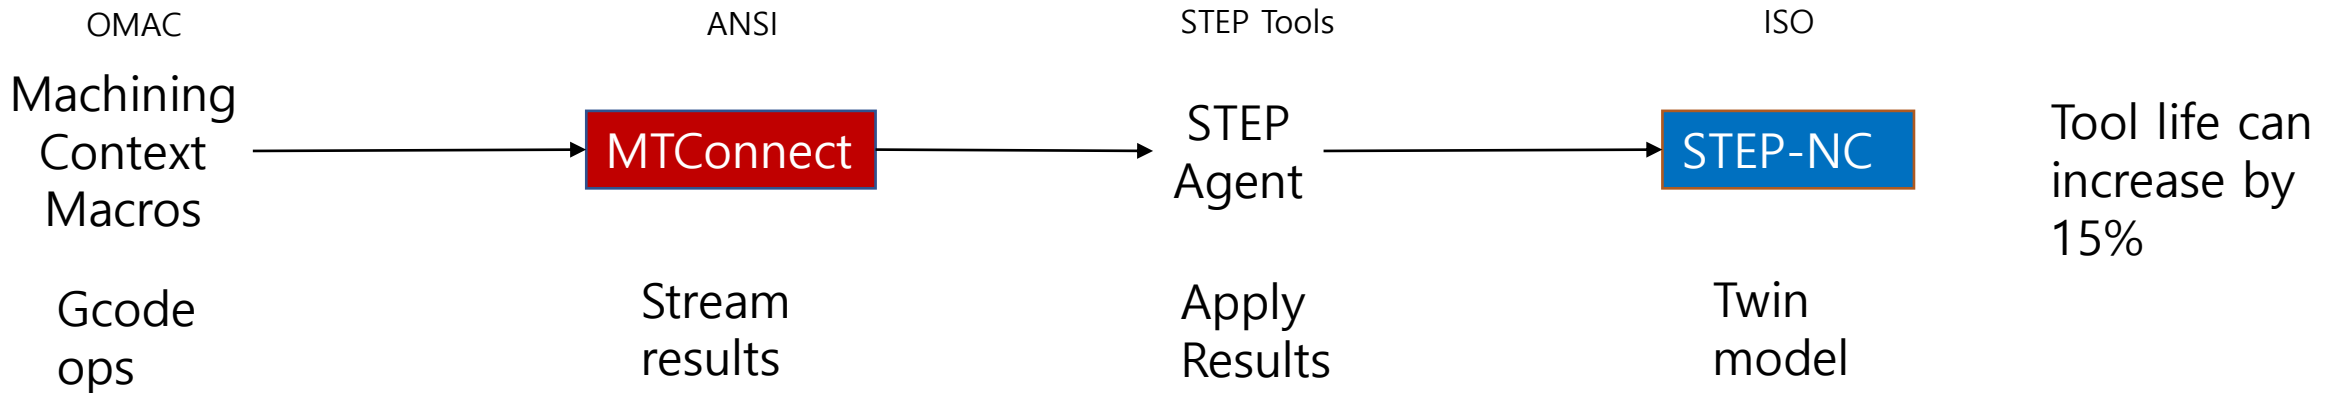 OMAC
ANSI
STEP Tools
ISO
Machining
Context
Macros
MTConnect
STEP
Agent
STEP-NC
Tool life can
increase by
15%
Gcode
ops
Stream
results
Apply
Results
Twin
model